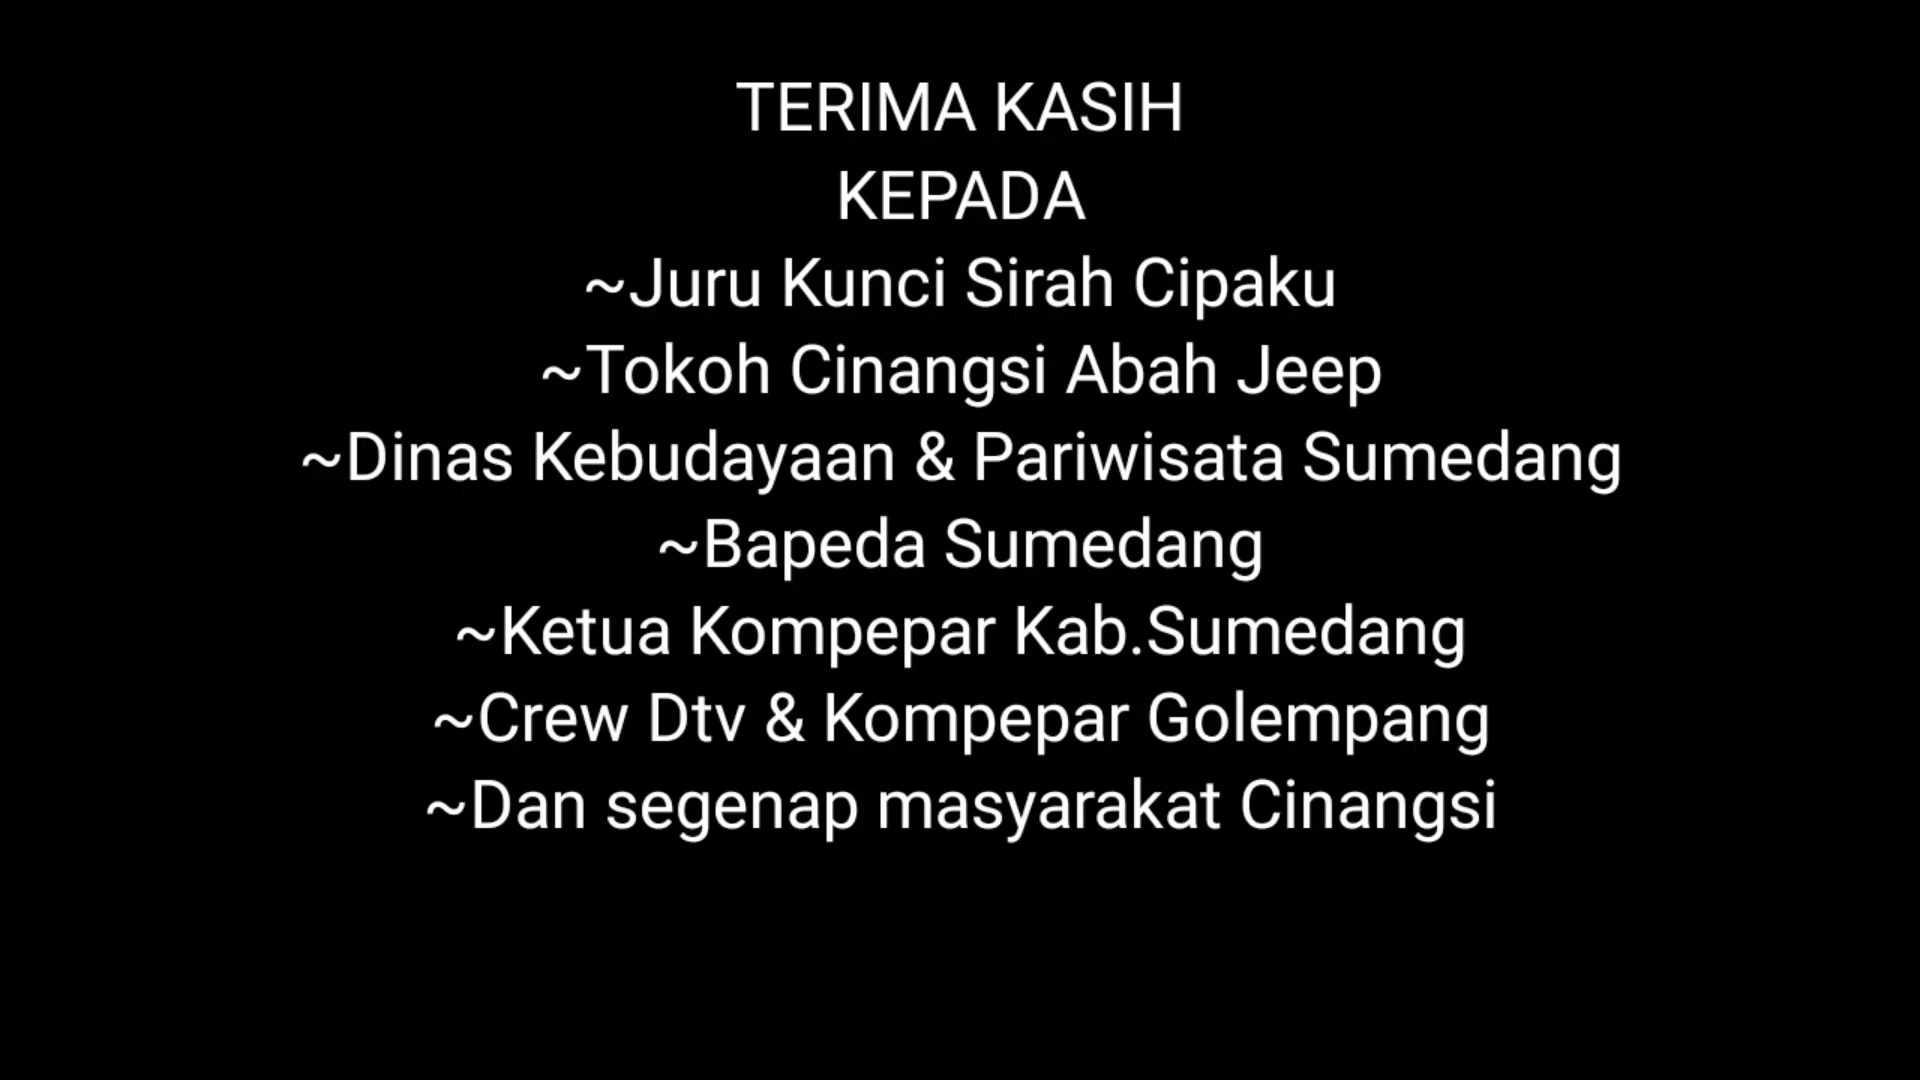 TERIMA KASIH
KEPADA
~Juru Kunci Sirah Cipaku
~Tokoh Cinangsi Abah Jeep
~Dinas Kebudayaan & Pariwisata Sumedang
~Bapeda Sumedang
~Ketua Kompepar Kab.Sumedang
~Crew Dtv & Kompepar Golempang
~Dan segenap masyarakat Cinangsi